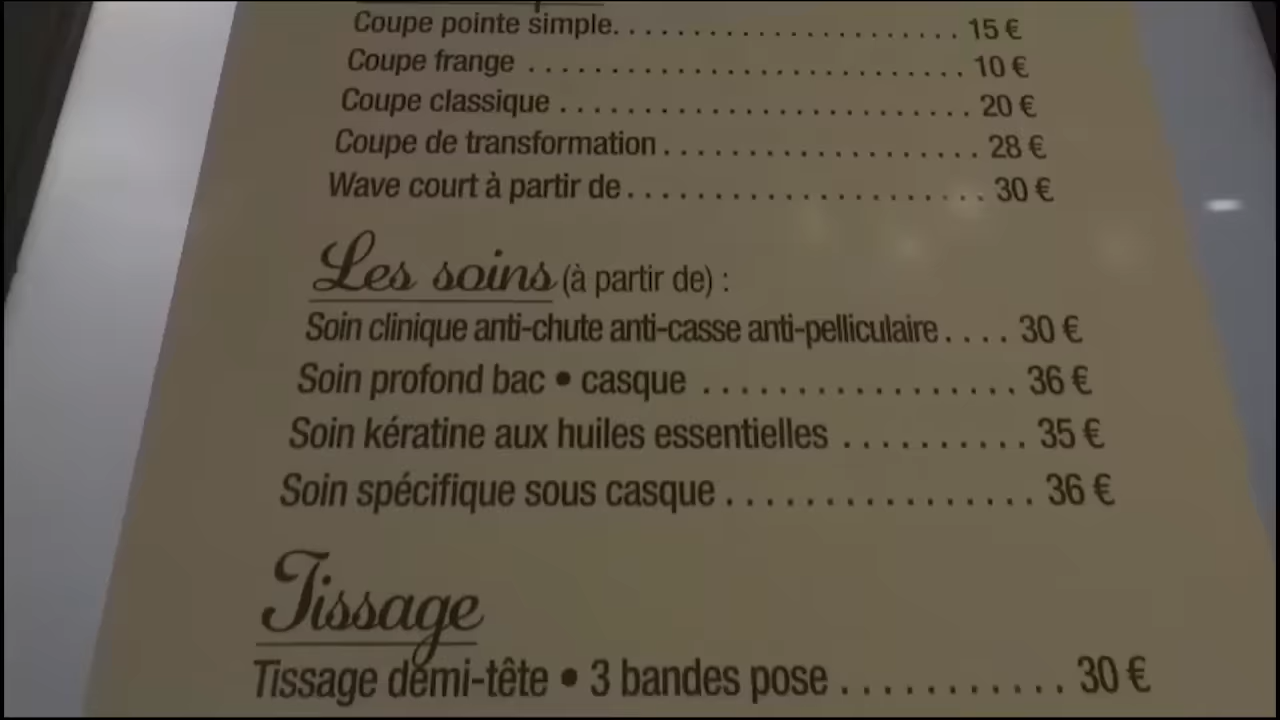 Coupe pointe simple. . . . . . . . . . . . . . . . . . . . . . 15 €
Coupe frange . . . . . . . . . . . . . . . . . . . . . . . . . . . 10 €
Coupe classique . . . . . . . . . . . . . . . . . . . . . . . . . 20 €
Coupe de transformation . . . . . . . . . . . . . . . . . . . 28 €
Wave court à partir de . . . . . . . . . . . . . . . . . . . . . 30 €
Les soins (à partir de) :
Soin clinique anti-chute anti-casse anti-pelliculaire . . . . 30 €
Soin profond bac • casque . . . . . . . . . . . . . . . . . 36 €
Soin kératine aux huiles essentielles . . . . . . . . . . 35 €
Soin spécifique sous casque . . . . . . . . . . . . . . . . 36 €
Tissage
Tissage demi-tête • 3 bandes pose . . . . . . . . . . . 30 €